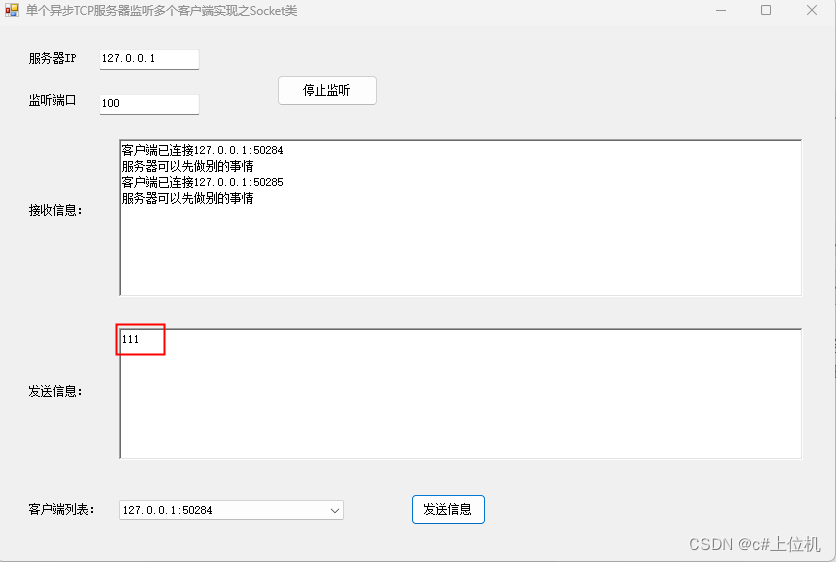 单个异步TCP服务器监听多个客户端实现之Socket类
服务器IP
127.0.0.1
停止监听
监听端口
100
客户端已连接127.0.0.1:50284
服务器可以先做别的事情
客户端已连接127.0.0.1:50285
服务器可以先做别的事情
接收信息：
111
发送信息：
客户端列表：
127.0.0.1:50284
发送信息
CSDN @c#上位机